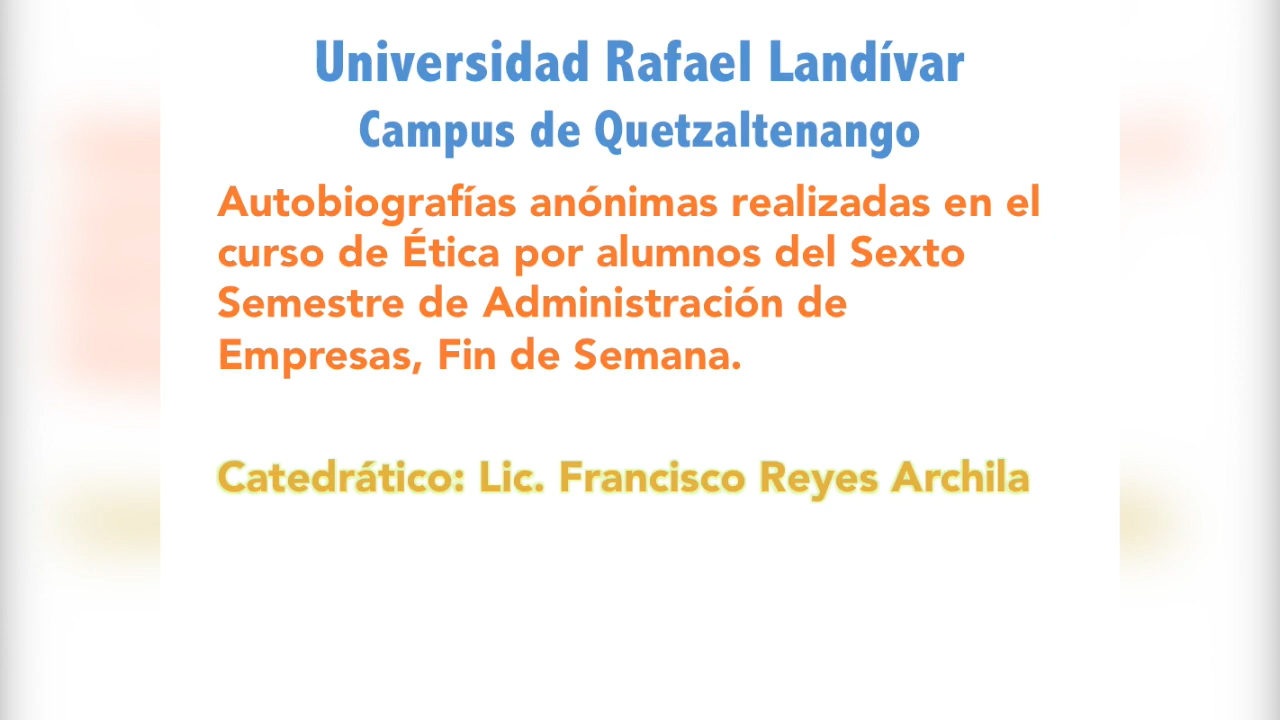 Universidad Rafael Landívar
Campus de Quetzaltenango
Autobiografías anónimas realizadas en el
curso de Ética por alumnos del Sexto
Semestre de Administración de
Empresas, Fin de Semana.
Catedrático: Lic. Francisco Reyes Archila